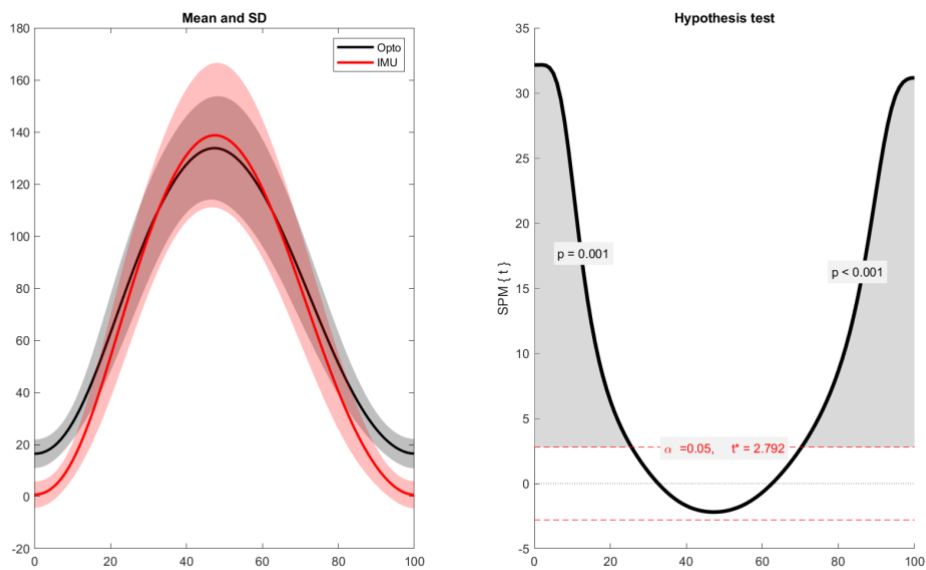 Mean and SD
180
160
140
120
100
80
60
40
20
0
-20
0 20 40 60 80 100
Opto
IMU
Hypothesis test
SPM { t }
35
30
25
20
15
10
5
0
-5
0 20 40 60 80 100
p = 0.001
p < 0.001
α =0.05, t* = 2.792